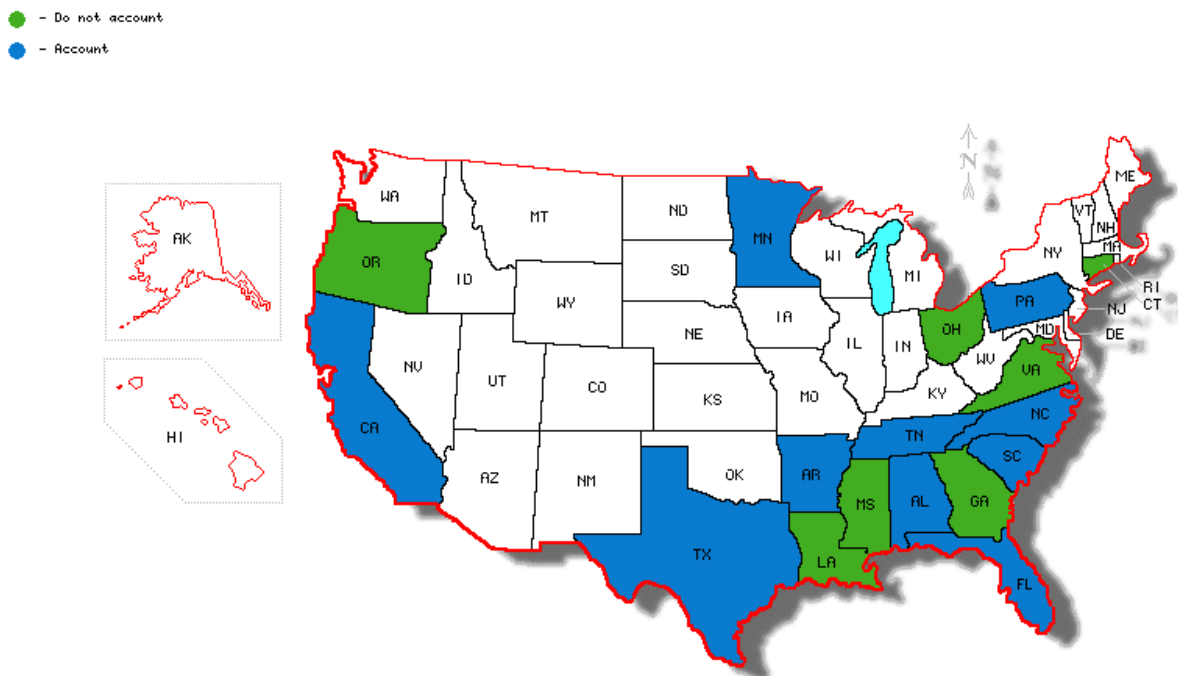 - Do not account
- Account
N
ME
WA
VT
NH
MT
ND
MA
AK
MN
NY
OR
WI
MI
SD
ID
RI
PA
CT
WY
NJ
IA
OH
MD
NE
DE
IL
IN
NV
UT
CO
WV
VA
KS
MO
KY
CA
NC
HI
TN
SC
AZ
NM
OK
AR
MS
AL
GA
TX
LA
FL